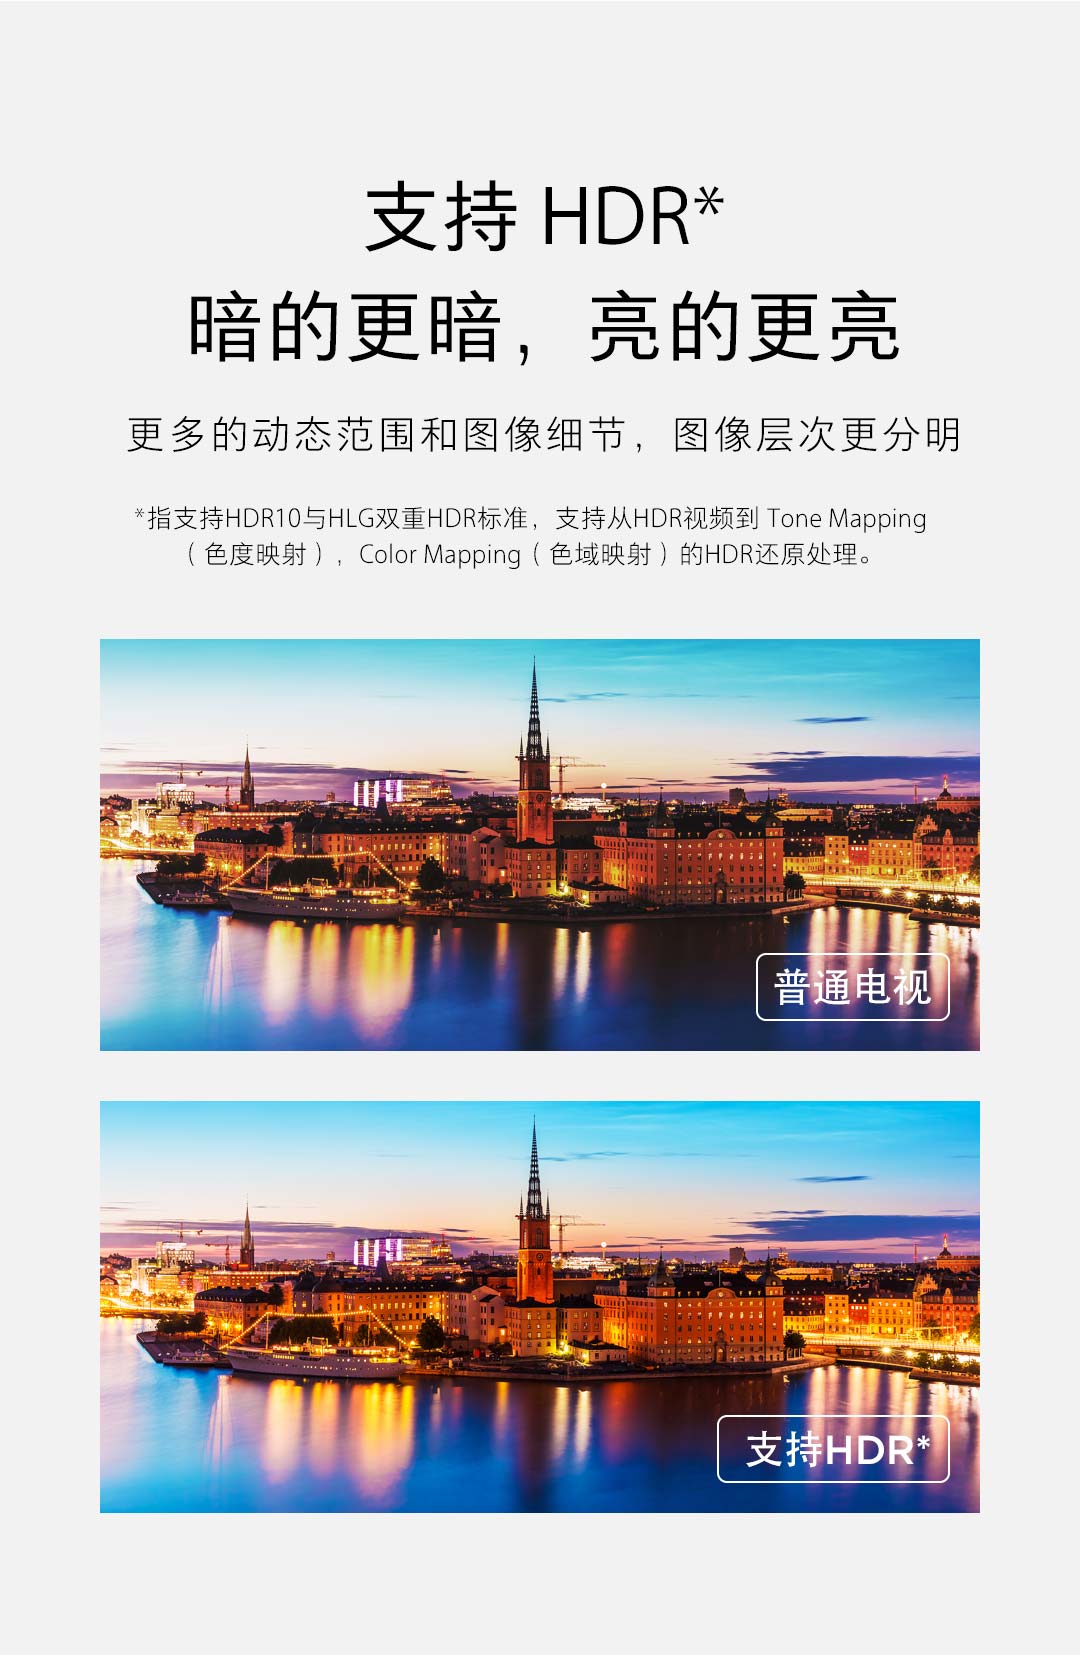 支持 HDR*
暗的更暗，亮的更亮
更多的动态范围和图像细节，图像层次更分明
*指支持HDR10与HLG双重HDR标准，支持从HDR视频到 Tone Mapping
（色度映射），Color Mapping（色域映射）的HDR还原处理。
普通电视
支持HDR*